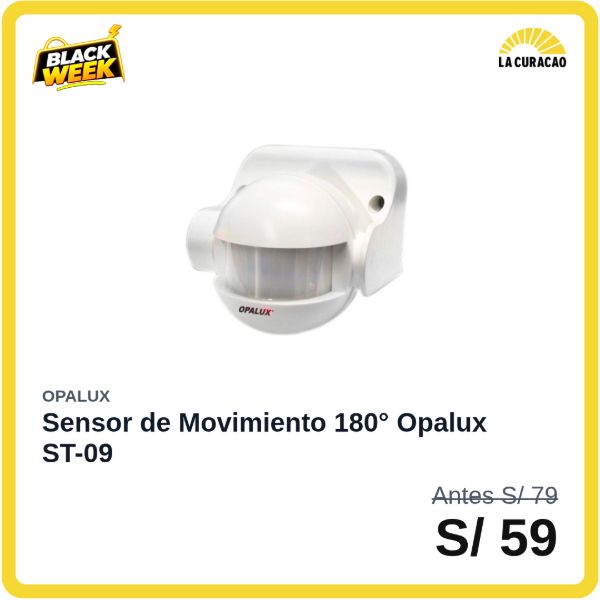 BLACK
WEEK
LA CURACAO
OPALUX
OPALUX
Sensor de Movimiento 180° Opalux
ST-09
Antes S/ 79
S/ 59